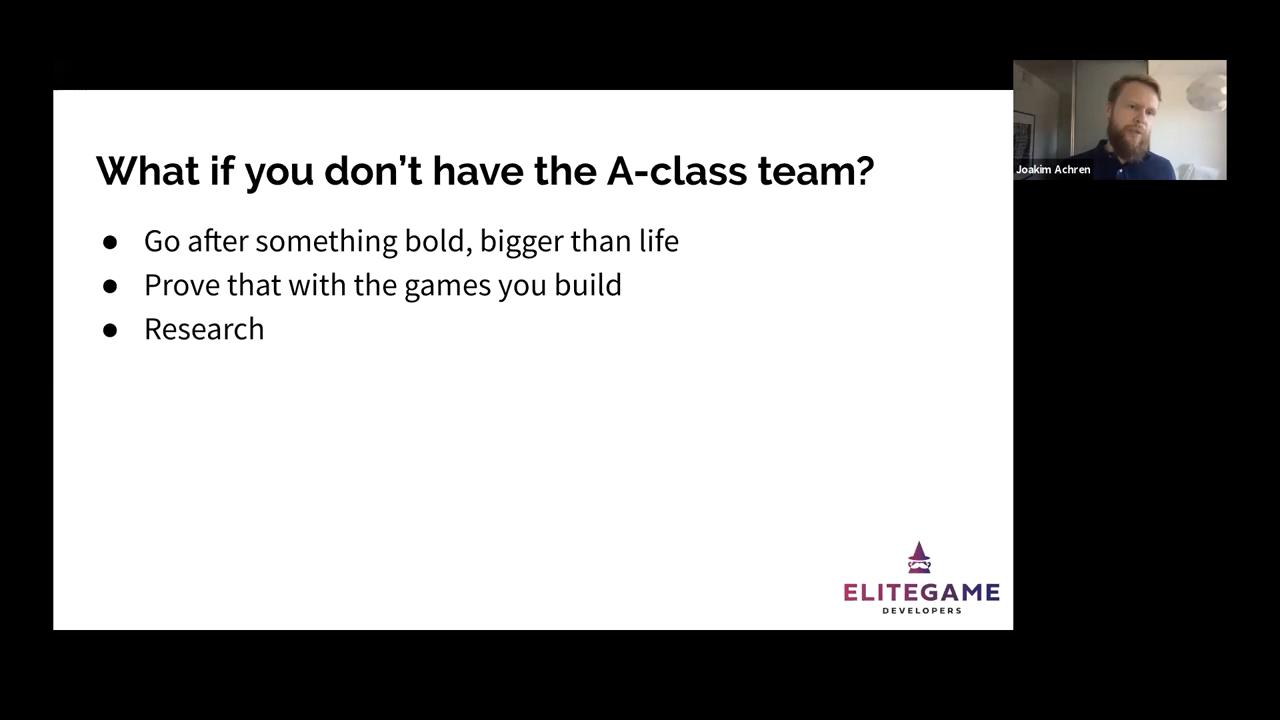 What if you don’t have the A-class team?
● Go after something bold, bigger than life
● Prove that with the games you build
● Research
Joakim Achren
ELITEGAME
DEVELOPERS